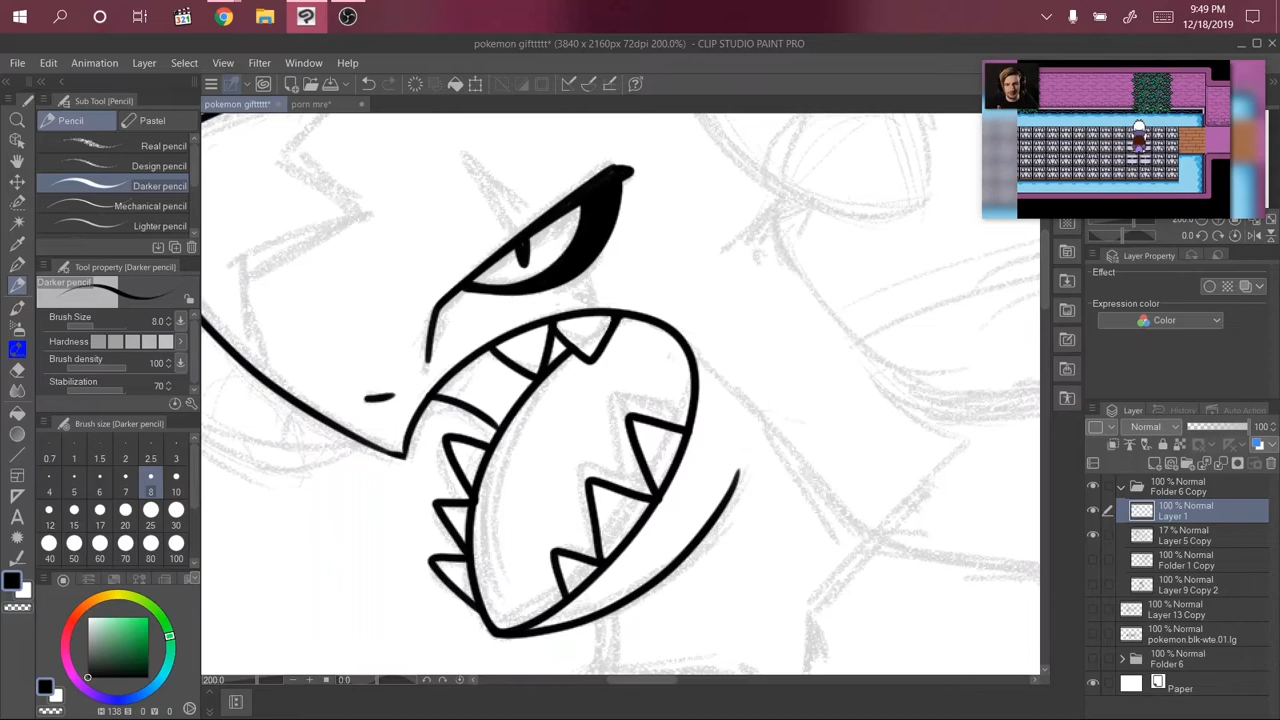 9:49 PM
12/18/2019
321
pokemon gifttttt* (3840 x 2160px 72dpi 200.0%) - CLIP STUDIO PAINT PRO
File Edit Animation Layer Select View Filter Window Help
Sub Tool [Pencil]
pokemon gifttttt*
porn mre*
Pencil
Pastel
Real pencil
Design pencil
Darker pencil
Mechanical pencil
Lighter pencil
Tool property [Darker pencil]
Darker pencil
Brush Size 8.0
Hardness
Brush density 100
Stabilization 70
Brush size [Darker pencil]
0.7 1 1.5 2 2.5 3
4 5 6 7 8 10
12 15 20 25 30
40 50 60 70 80 100
H 138 S 0 V 0
200.0
0.0
200.0
0.0
Layer Property
Effect
Expression color
Color
Layer History Auto Action
Normal 100
100 % Normal
Folder 6 Copy
100 % Normal
Layer 1
17 % Normal
Layer 5 Copy
100 % Normal
Folder 1 Copy
100 % Normal
Layer 9 Copy 2
100 % Normal
Layer 13 Copy
100 % Normal
pokemon.blk-wte.01.lg
100 % Normal
Folder 6
Paper